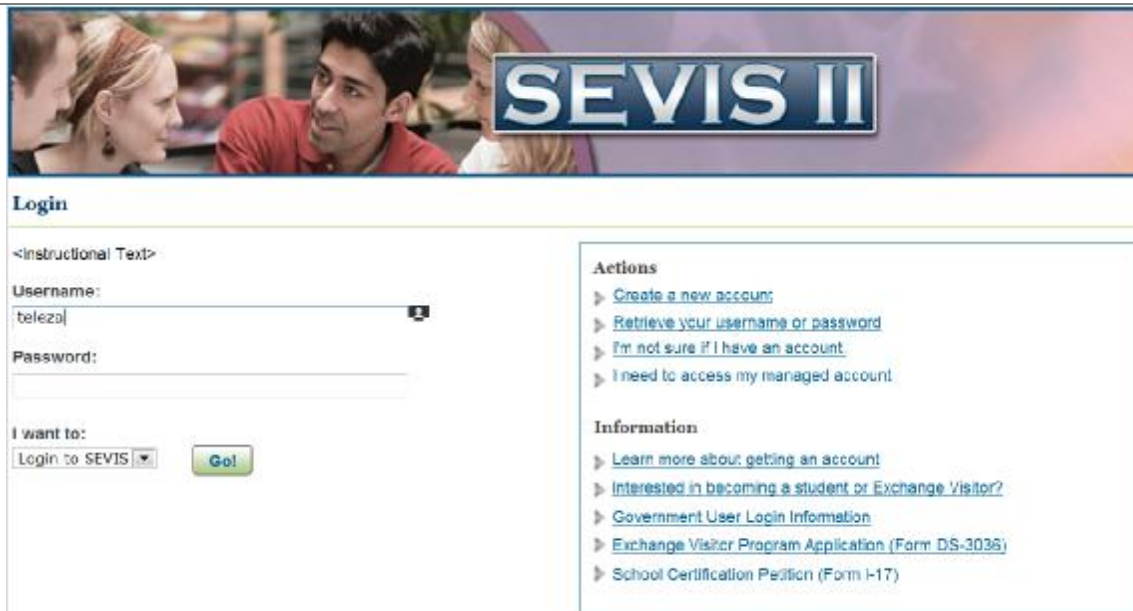 SEVIS II
Login
<Instructional Text>
Username:
teleza
Password:
I want to:
Login to SEVIS
Go!
Actions
Create a new account
Retrieve your username or password
I'm not sure if I have an account
I need to access my managed account
Information
Learn more about getting an account
Interested in becoming a student or Exchange Visitor?
Government User Login Information
Exchange Visitor Program Application (Form DS-3036)
School Certification Petition (Form I-17)